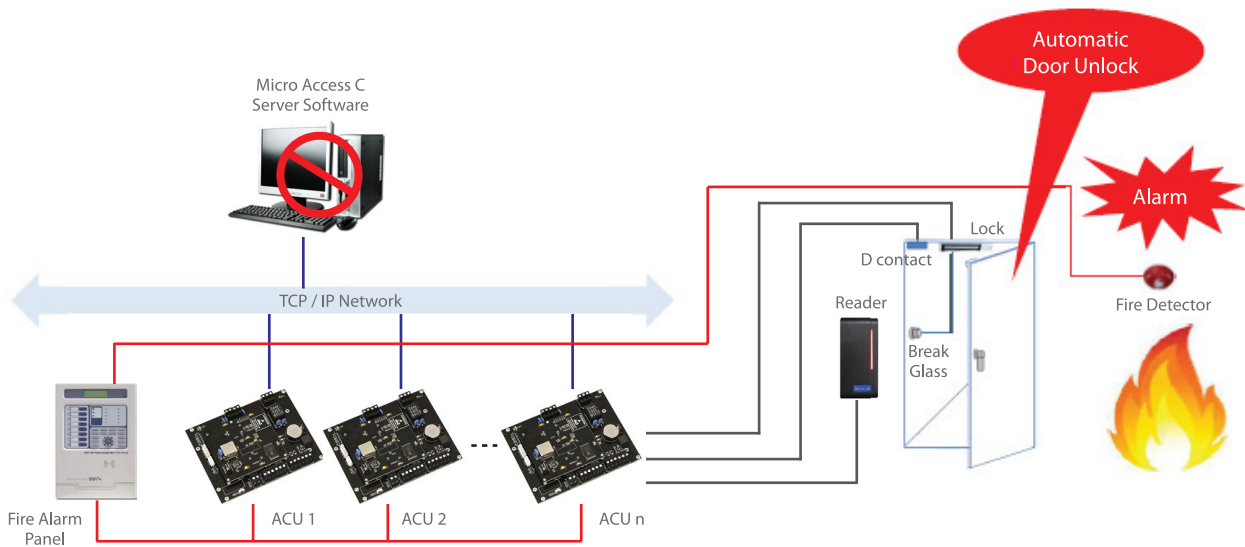 Automatic
Door Unlock
Micro Access C
Server Software
Alarm
Lock
D contact
TCP / IP Network
Reader
Fire Detector
Break
Glass
Fire Alarm
Panel
ACU 1
ACU 2
ACU n